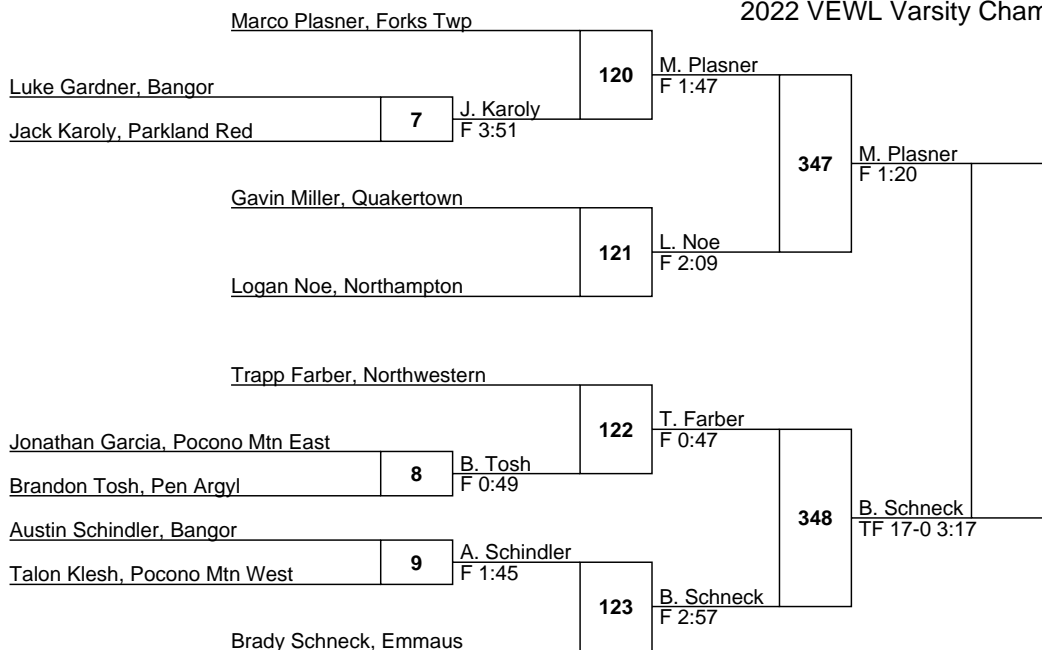 2022 VEWL Varsity Cham
Marco Plasner, Forks Twp
120
M. Plasner
F 1:47
Luke Gardner, Bangor
7
J. Karoly
F 3:51
Jack Karoly, Parkland Red
347
M. Plasner
F 1:20
Gavin Miller, Quakertown
121
L. Noe
F 2:09
Logan Noe, Northampton
Trapp Farber, Northwestern
122
T. Farber
F 0:47
Jonathan Garcia, Pocono Mtn East
8
B. Tosh
F 0:49
Brandon Tosh, Pen Argyl
348
B. Schneck
TF 17-0 3:17
Austin Schindler, Bangor
9
A. Schindler
F 1:45
Talon Klesh, Pocono Mtn West
123
B. Schneck
F 2:57
Brady Schneck, Emmaus